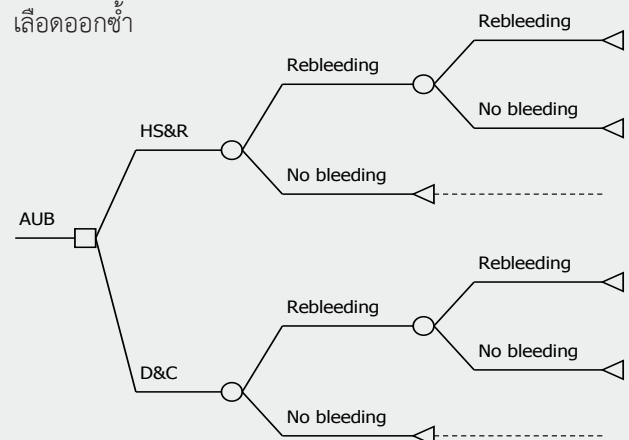 เลือดออกซ้ำ
Rebleeding
Rebleeding
No bleeding
HS&R
No bleeding
AUB
Rebleeding
Rebleeding
No bleeding
D&C
No bleeding